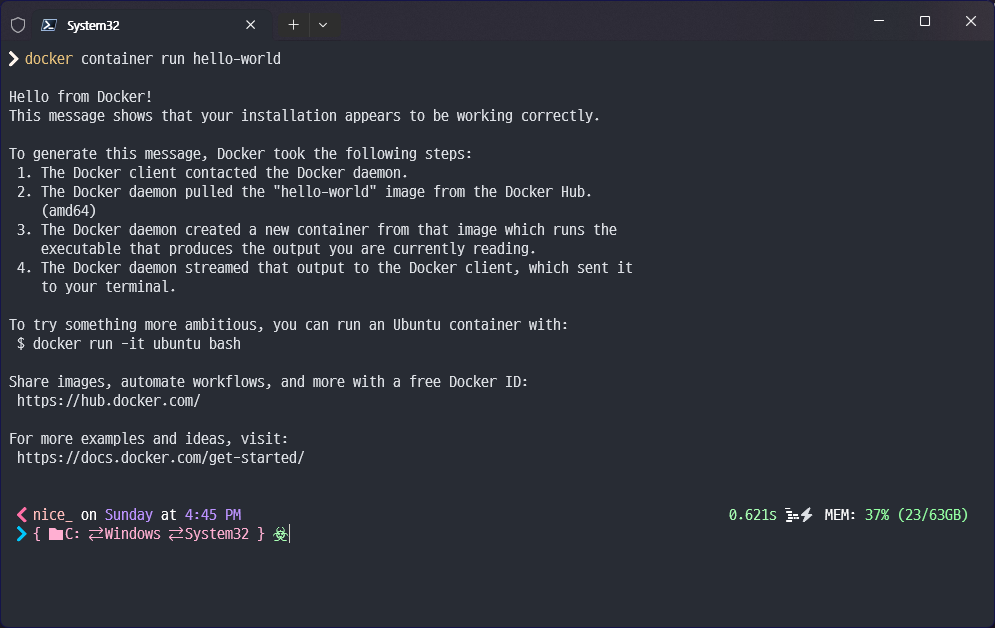 System32
docker container run hello-world
Hello from Docker!
This message shows that your installation appears to be working correctly.
To generate this message, Docker took the following steps:
1. The Docker client contacted the Docker daemon.
2. The Docker daemon pulled the "hello-world" image from the Docker Hub.
(amd64)
3. The Docker daemon created a new container from that image which runs the
executable that produces the output you are currently reading.
4. The Docker daemon streamed that output to the Docker client, which sent it
to your terminal.
To try something more ambitious, you can run an Ubuntu container with:
$ docker run -it ubuntu bash
Share images, automate workflows, and more with a free Docker ID:
https://hub.docker.com/
For more examples and ideas, visit:
https://docs.docker.com/get-started/
nice_ on Sunday at 4:45 PM 0.621s MEM: 37% (23/63GB)
{ C: ⇄Windows ⇄System32 } ☣